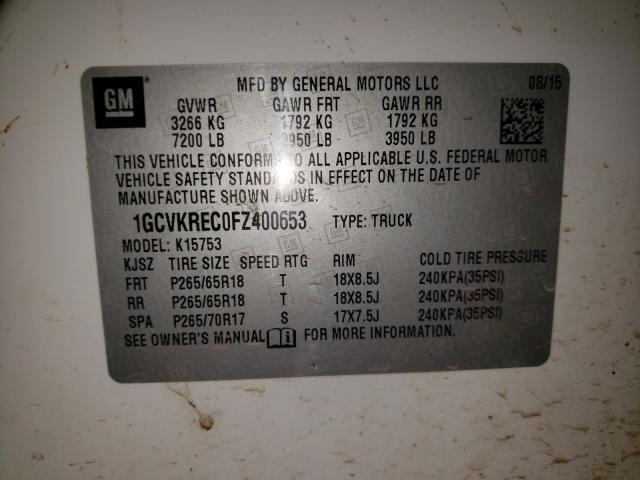 GM
MFD BY GENERAL MOTORS LLC 08/15
GVWR GAWR FRT GAWR RR
3266 KG 1792 KG 1792 KG
7200 LB 3950 LB 3950 LB
THIS VEHICLE CONFORMS TO ALL APPLICABLE U.S. FEDERAL MOTOR
VEHICLE SAFETY STANDARDS IN EFFECT ON THE DATE OF
MANUFACTURE SHOWN ABOVE.
1GCVKREC0FZ400653 TYPE: TRUCK
MODEL: K15753
KJSZ TIRE SIZE SPEED RTG RIM COLD TIRE PRESSURE
FRT P265/65R18 T 18X8.5J 240KPA(35PSI)
RR P265/65R18 T 18X8.5J 240KPA(35PSI)
SPA P265/70R17 S 17X7.5J 240KPA(35PSI)
SEE OWNER'S MANUAL FOR MORE INFORMATION.